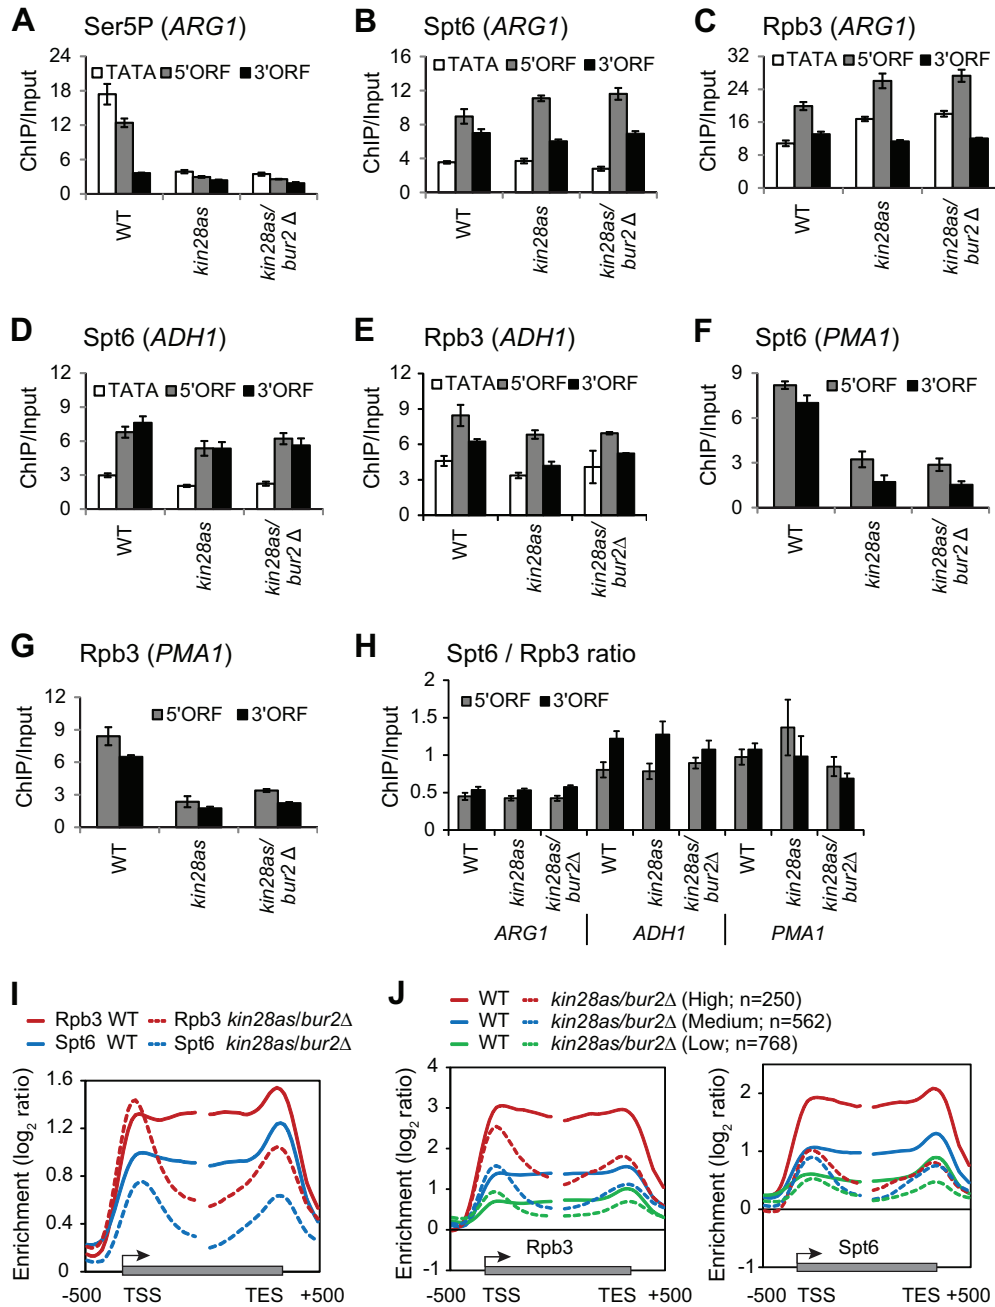 A Ser5P (ARG1)
24
18
12
6
0
ChIP/Input
TATA 5'ORF 3'ORF
WT
kin28as
kin28as/
bur2 Δ
B Spt6 (ARG1)
16
12
8
4
0
ChIP/Input
TATA 5'ORF 3'ORF
WT
kin28as
kin28as/
bur2 Δ
C Rpb3 (ARG1)
32
24
16
8
0
ChIP/Input
TATA 5'ORF 3'ORF
WT
kin28as
kin28as/
bur2 Δ
D Spt6 (ADH1)
12
9
6
3
0
ChIP/Input
TATA 5'ORF 3'ORF
WT
kin28as
kin28as/
bur2 Δ
E Rpb3 (ADH1)
12
9
6
3
0
ChIP/Input
TATA 5'ORF 3'ORF
WT
kin28as
kin28as/
bur2Δ
F Spt6 (PMA1)
9
6
3
0
ChIP/Input
5'ORF 3'ORF
WT
kin28as
kin28as/
bur2 Δ
G Rpb3 (PMA1)
12
9
6
3
0
ChIP/Input
5'ORF 3'ORF
WT
kin28as
kin28as/
bur2 Δ
H Spt6 / Rpb3 ratio
2
1.5
1
0.5
0
ChIP/Input
5'ORF 3'ORF
WT
kin28as
kin28as/
bur2Δ
WT
kin28as
kin28as/
bur2Δ
WT
kin28as
kin28as/
bur2Δ
ARG1 ADH1 PMA1
I
Rpb3 WT Rpb3 kin28as/bur2Δ
Spt6 WT Spt6 kin28as/bur2Δ
1.6
1.2
0.8
0.4
0
Enrichment (log2 ratio)
-500 TSS TES +500
J
WT kin28as/bur2Δ (High; n=250)
WT kin28as/bur2Δ (Medium; n=562)
WT kin28as/bur2Δ (Low; n=768)
4
3
2
1
0
-1
Enrichment (log2 ratio)
Rpb3
-500 TSS TES +500
3
2
1
0
-1
Enrichment (log2 ratio)
Spt6
-500 TSS TES +500